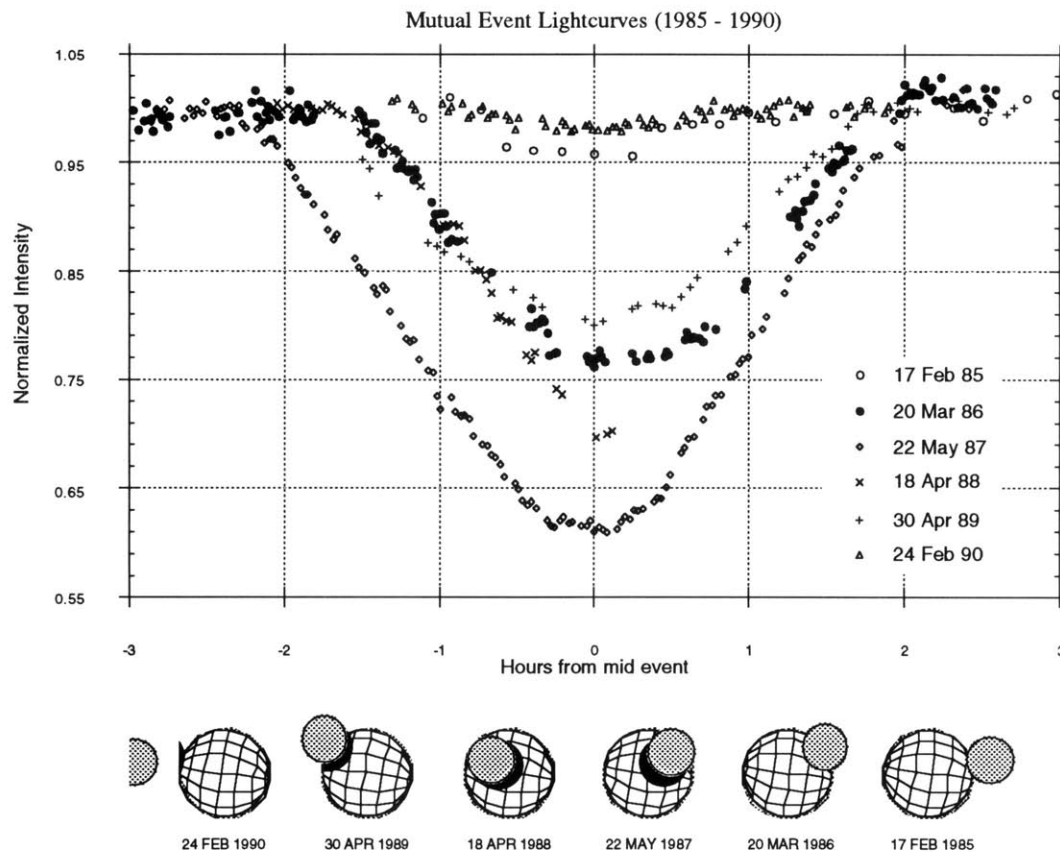 Mutual Event Lightcurves (1985 - 1990)
1.05
0.95
0.85
0.75
0.65
0.55
Normalized Intensity
17 Feb 85
20 Mar 86
22 May 87
18 Apr 88
30 Apr 89
24 Feb 90
-3 -2 -1 0 1 2 3
Hours from mid event
24 FEB 1990 30 APR 1989 18 APR 1988 22 MAY 1987 20 MAR 1986 17 FEB 1985